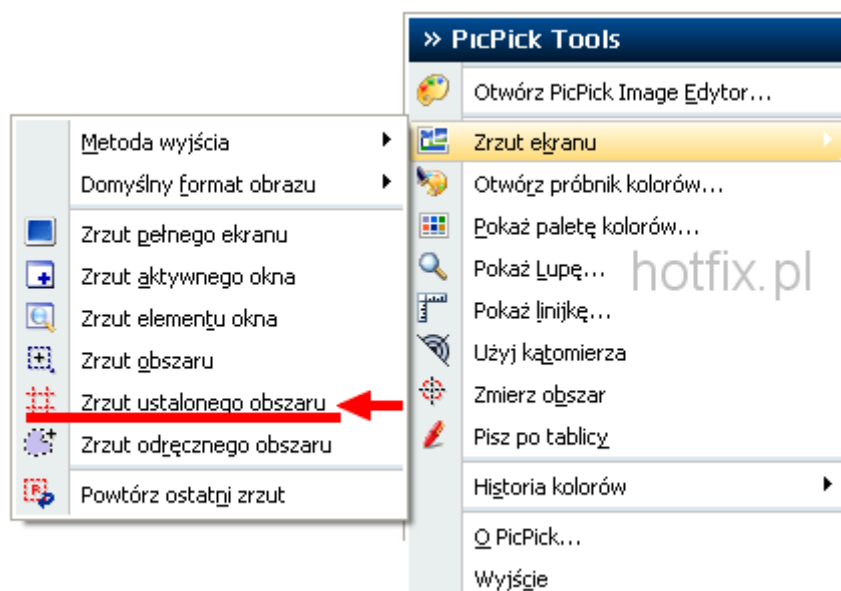 » PicPick Tools
Otwórz PicPick Image Edytor...
Zrzut ekranu
Otwórz próbnik kolorów...
Pokaż paletę kolorów...
Pokaż Lupę...
Pokaż linijkę...
Użyj kątomierza
Zmierz obszar
Pisz po tablicy
Historia kolorów
O PicPick...
Wyjście
Metoda wyjścia
Domyślny format obrazu
Zrzut pełnego ekranu
Zrzut aktywnego okna
Zrzut elementu okna
Zrzut obszaru
Zrzut ustalonego obszaru
Zrzut odręcznego obszaru
Powtórz ostatni zrzut
hotfix.pl